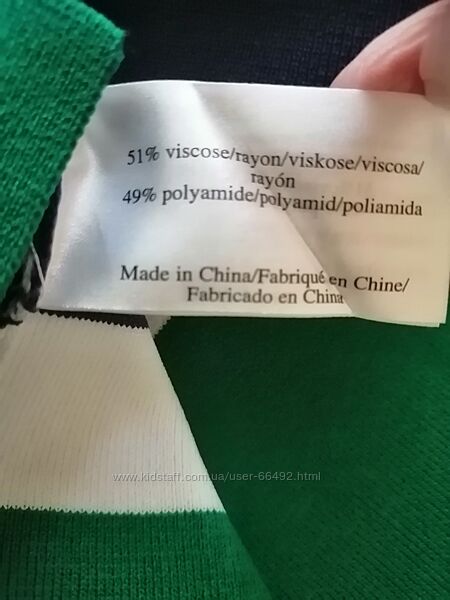 51% viscose/rayon/viskose/viscosa/
rayón
49% polyamide/polyamid/poliamida
Made in China/Fabriqué en Chine/
Fabricado en China
www.kidstaff.com.ua/user-66492.html